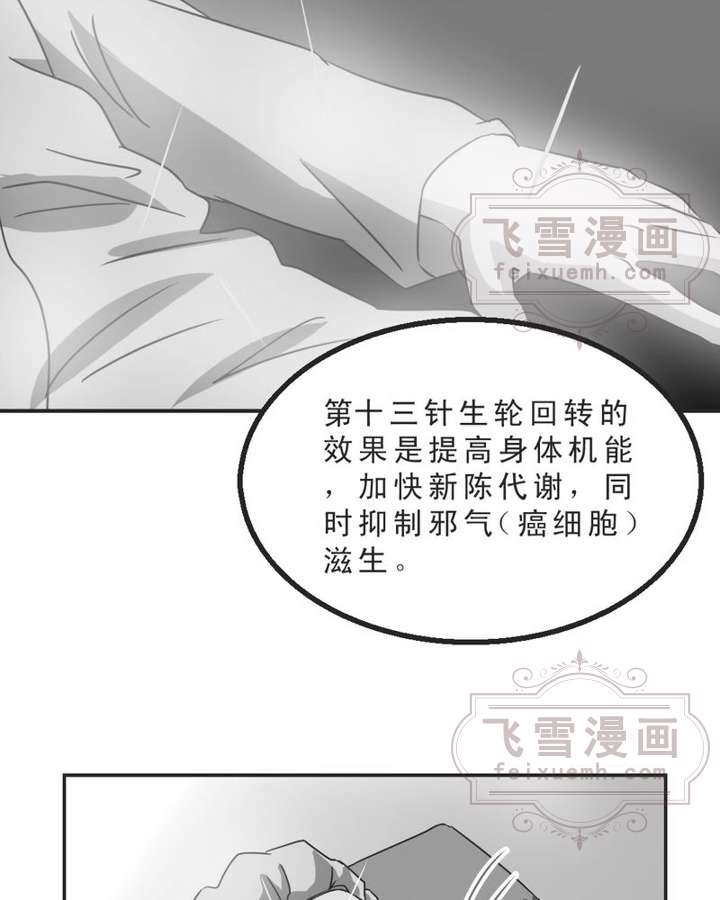 飞雪漫画
feixuemh.com
第十三针生轮回转的
效果是提高身体机能
，加快新陈代谢，同
时抑制邪气（癌细胞）
滋生。
飞雪漫画
feixuemh.com